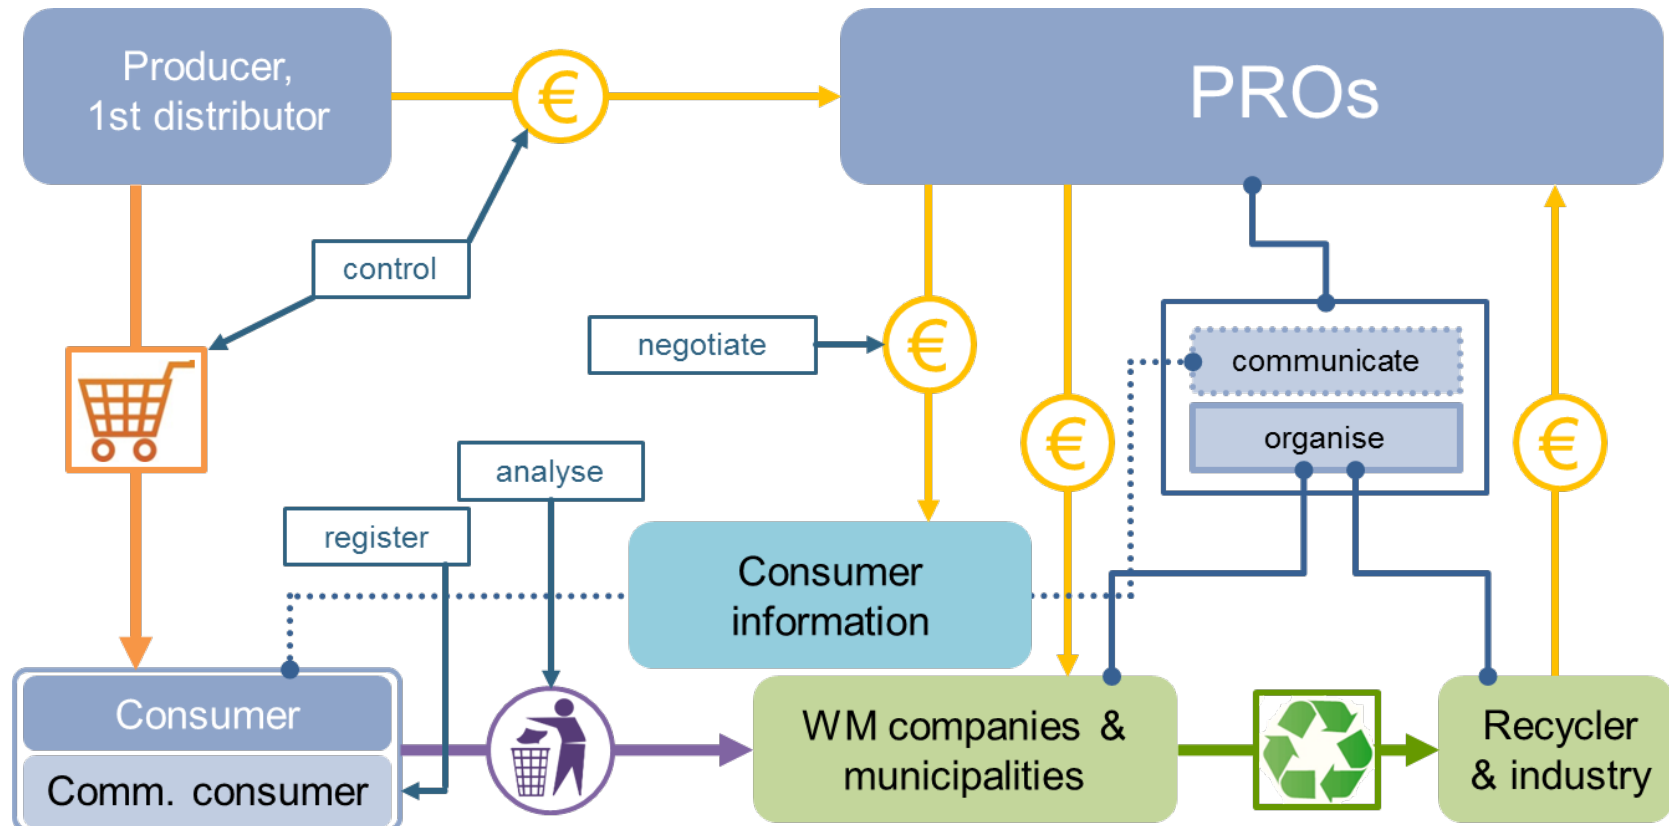 Producer,
1st distributor
€
PROs
control
negotiate
€
communicate
organise
€
€
analyse
register
Consumer
information
Consumer
Comm. consumer
WM companies &
municipalities
Recycler
& industry